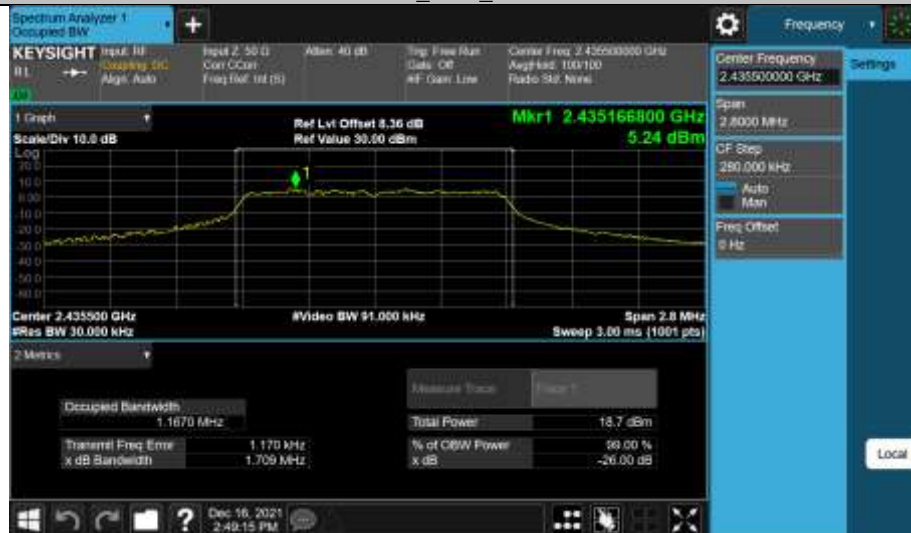 Spectrum Analyzer 1
Occupied BW
+
Frequency
KEYSIGHT
Input: RF
Coupling: DC
Align: Auto
Input Z: 50 Ω
Corr CCorr
Freq Ref: Int (S)
Atten: 40 dB
Trig: Free Run
Gate: Off
#IF Gain: Low
Center Freq: 2.435500000 GHz
Avg|Hold: 100/100
Radio Std: None
Center Frequency
2.435500000 GHz
Settings
Span
2.8000 MHz
CF Step
280.000 kHz
Auto
Man
Freq Offset
0 Hz
1 Graph
Scale/Div 10.0 dB
Ref Lvl Offset 8.36 dB
Ref Value 30.00 dBm
Mkr1 2.435166800 GHz
5.24 dBm
Log
20.0
10.0
0.00
-10.0
-20.0
-30.0
-40.0
-50.0
-60.0
1
Center 2.435500 GHz
#Res BW 30.000 kHz
#Video BW 91.000 kHz
Span 2.8 MHz
Sweep 3.00 ms (1001 pts)
2 Metrics
Measure Trace
Trace 1
Occupied Bandwidth
1.1670 MHz
Total Power
18.7 dBm
Transmit Freq Error
1.170 kHz
% of OBW Power
99.00 %
x dB Bandwidth
1.709 MHz
x dB
-26.00 dB
Local
?
Dec 16, 2021
2:49:15 PM